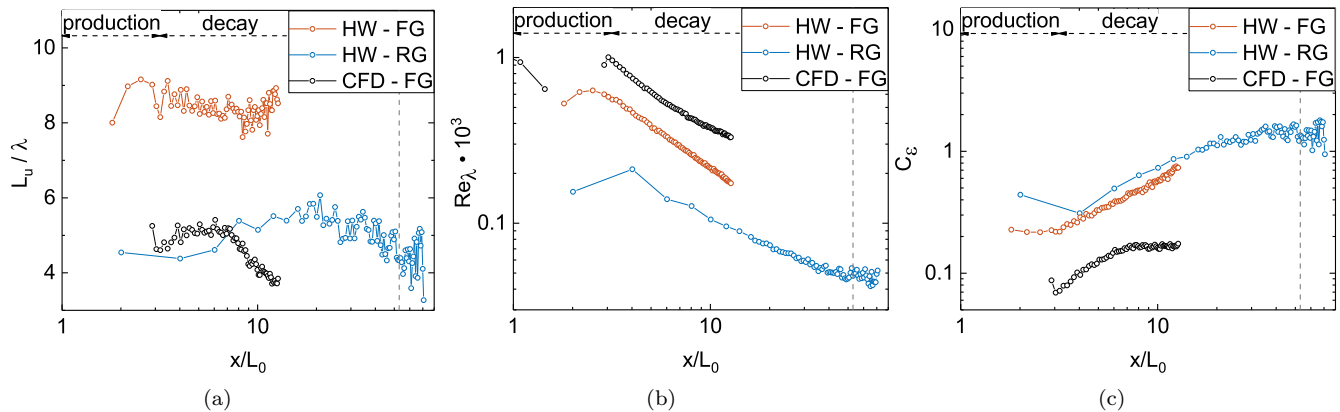 production decay
HW - FG
HW - RG
CFD - FG
10
8
6
4
L_u / λ
1 10
x/L_0
(a)
production decay
HW - FG
HW - RG
CFD - FG
1
0.1
Re_λ • 10^3
1 10
x/L_0
(b)
production decay
HW - FG
HW - RG
CFD - FG
10
1
0.1
C_ε
1 10
x/L_0
(c)